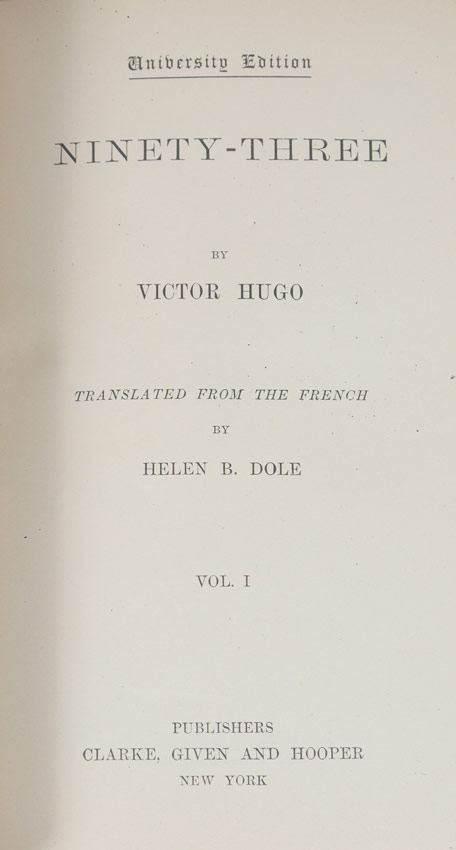 University Edition
NINETY-THREE
BY
VICTOR HUGO
TRANSLATED FROM THE FRENCH
BY
HELEN B. DOLE
VOL. I
PUBLISHERS
CLARKE, GIVEN AND HOOPER
NEW YORK